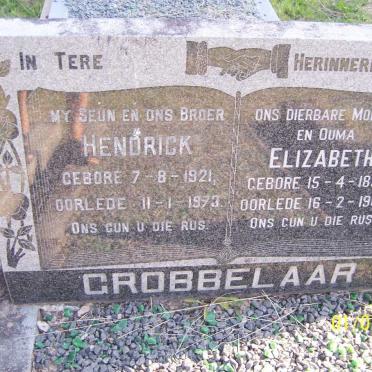 IN TERE HERINNERI
MY SEUN EN ONS BROER
HENDRICK
GEBORE 7-8-1921,
OORLEDE 11-1-1973.
ONS GUN U DIE RUS.
ONS DIERBARE MO
EN OUMA
ELIZABETH
GEBORE 15-4-18
OORLEDE 16-2-19
ONS GUN U DIE RUS
GROBBELAAR